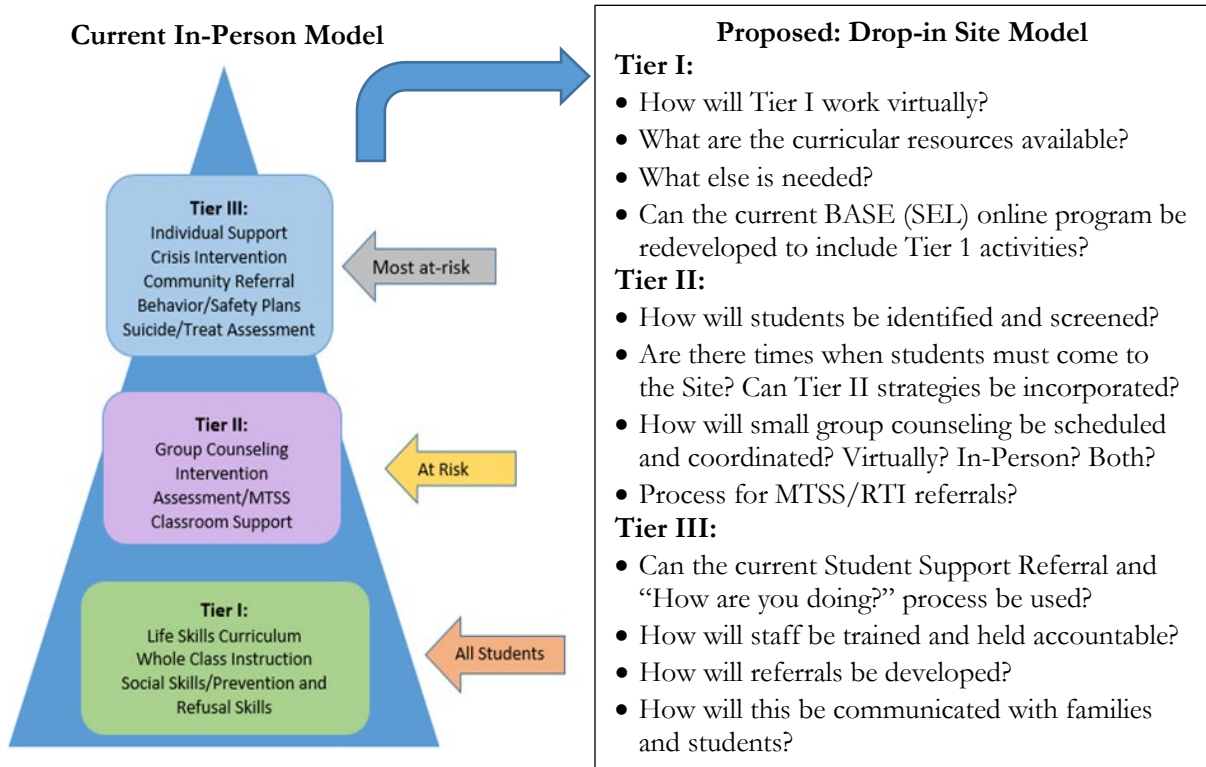 Current In-Person Model
Tier III:
Individual Support
Crisis Intervention
Community Referral
Behavior/Safety Plans
Suicide/Treat Assessment
Most at-risk
Tier II:
Group Counseling
Intervention
Assessment/MTSS
Classroom Support
At Risk
Tier I:
Life Skills Curriculum
Whole Class Instruction
Social Skills/Prevention and
Refusal Skills
All Students
Proposed: Drop-in Site Model
Tier I:
• How will Tier I work virtually?
• What are the curricular resources available?
• What else is needed?
• Can the current BASE (SEL) online program be
redeveloped to include Tier 1 activities?
Tier II:
• How will students be identified and screened?
• Are there times when students must come to
the Site? Can Tier II strategies be incorporated?
• How will small group counseling be scheduled
and coordinated? Virtually? In-Person? Both?
• Process for MTSS/RTI referrals?
Tier III:
• Can the current Student Support Referral and
“How are you doing?” process be used?
• How will staff be trained and held accountable?
• How will referrals be developed?
• How will this be communicated with families
and students?